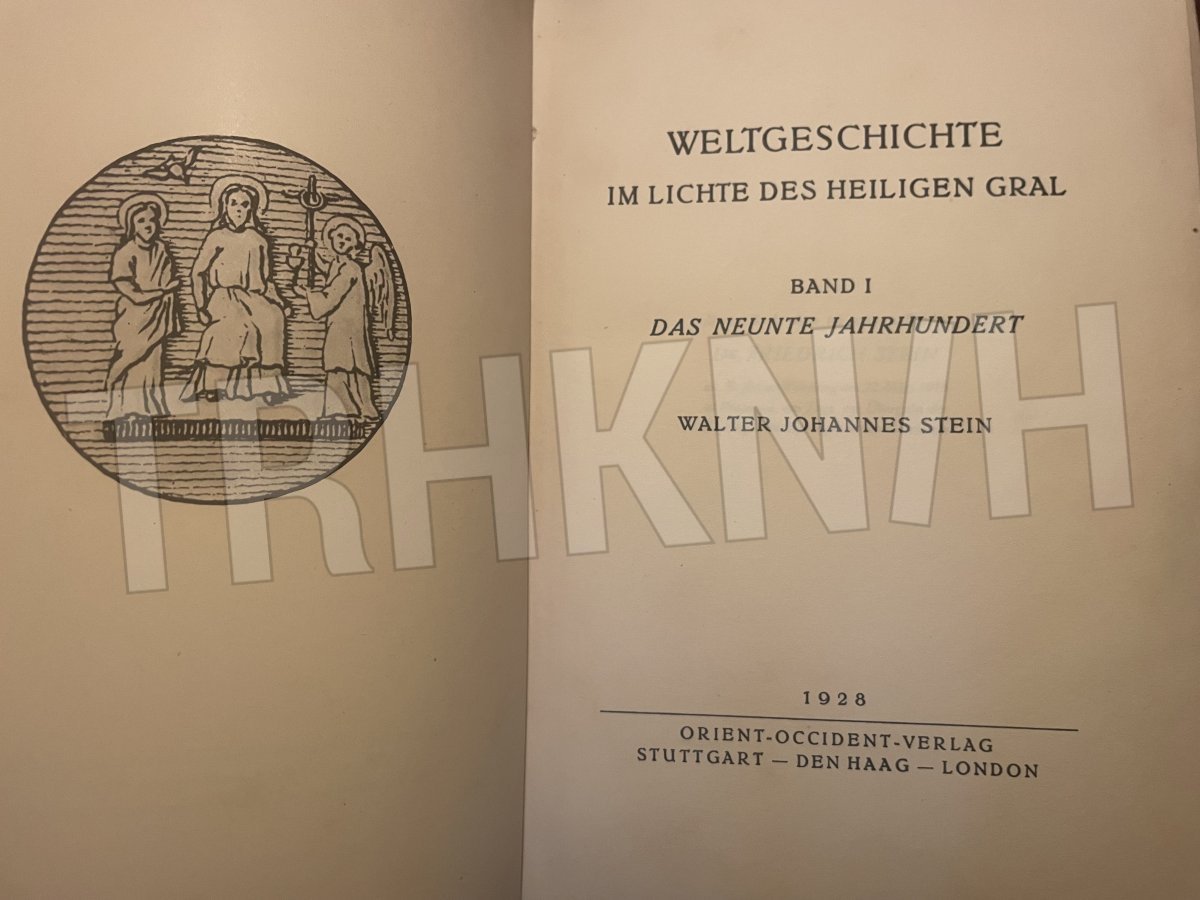 WELTGESCHICHTE
IM LICHTE DES HEILIGEN GRAL
BAND I
DAS NEUNTE JAHRHUNDERT
WALTER JOHANNES STEIN
TRHKN/H
1928
ORIENT-OCCIDENT-VERLAG
STUTTGART — DEN HAAG — LONDON